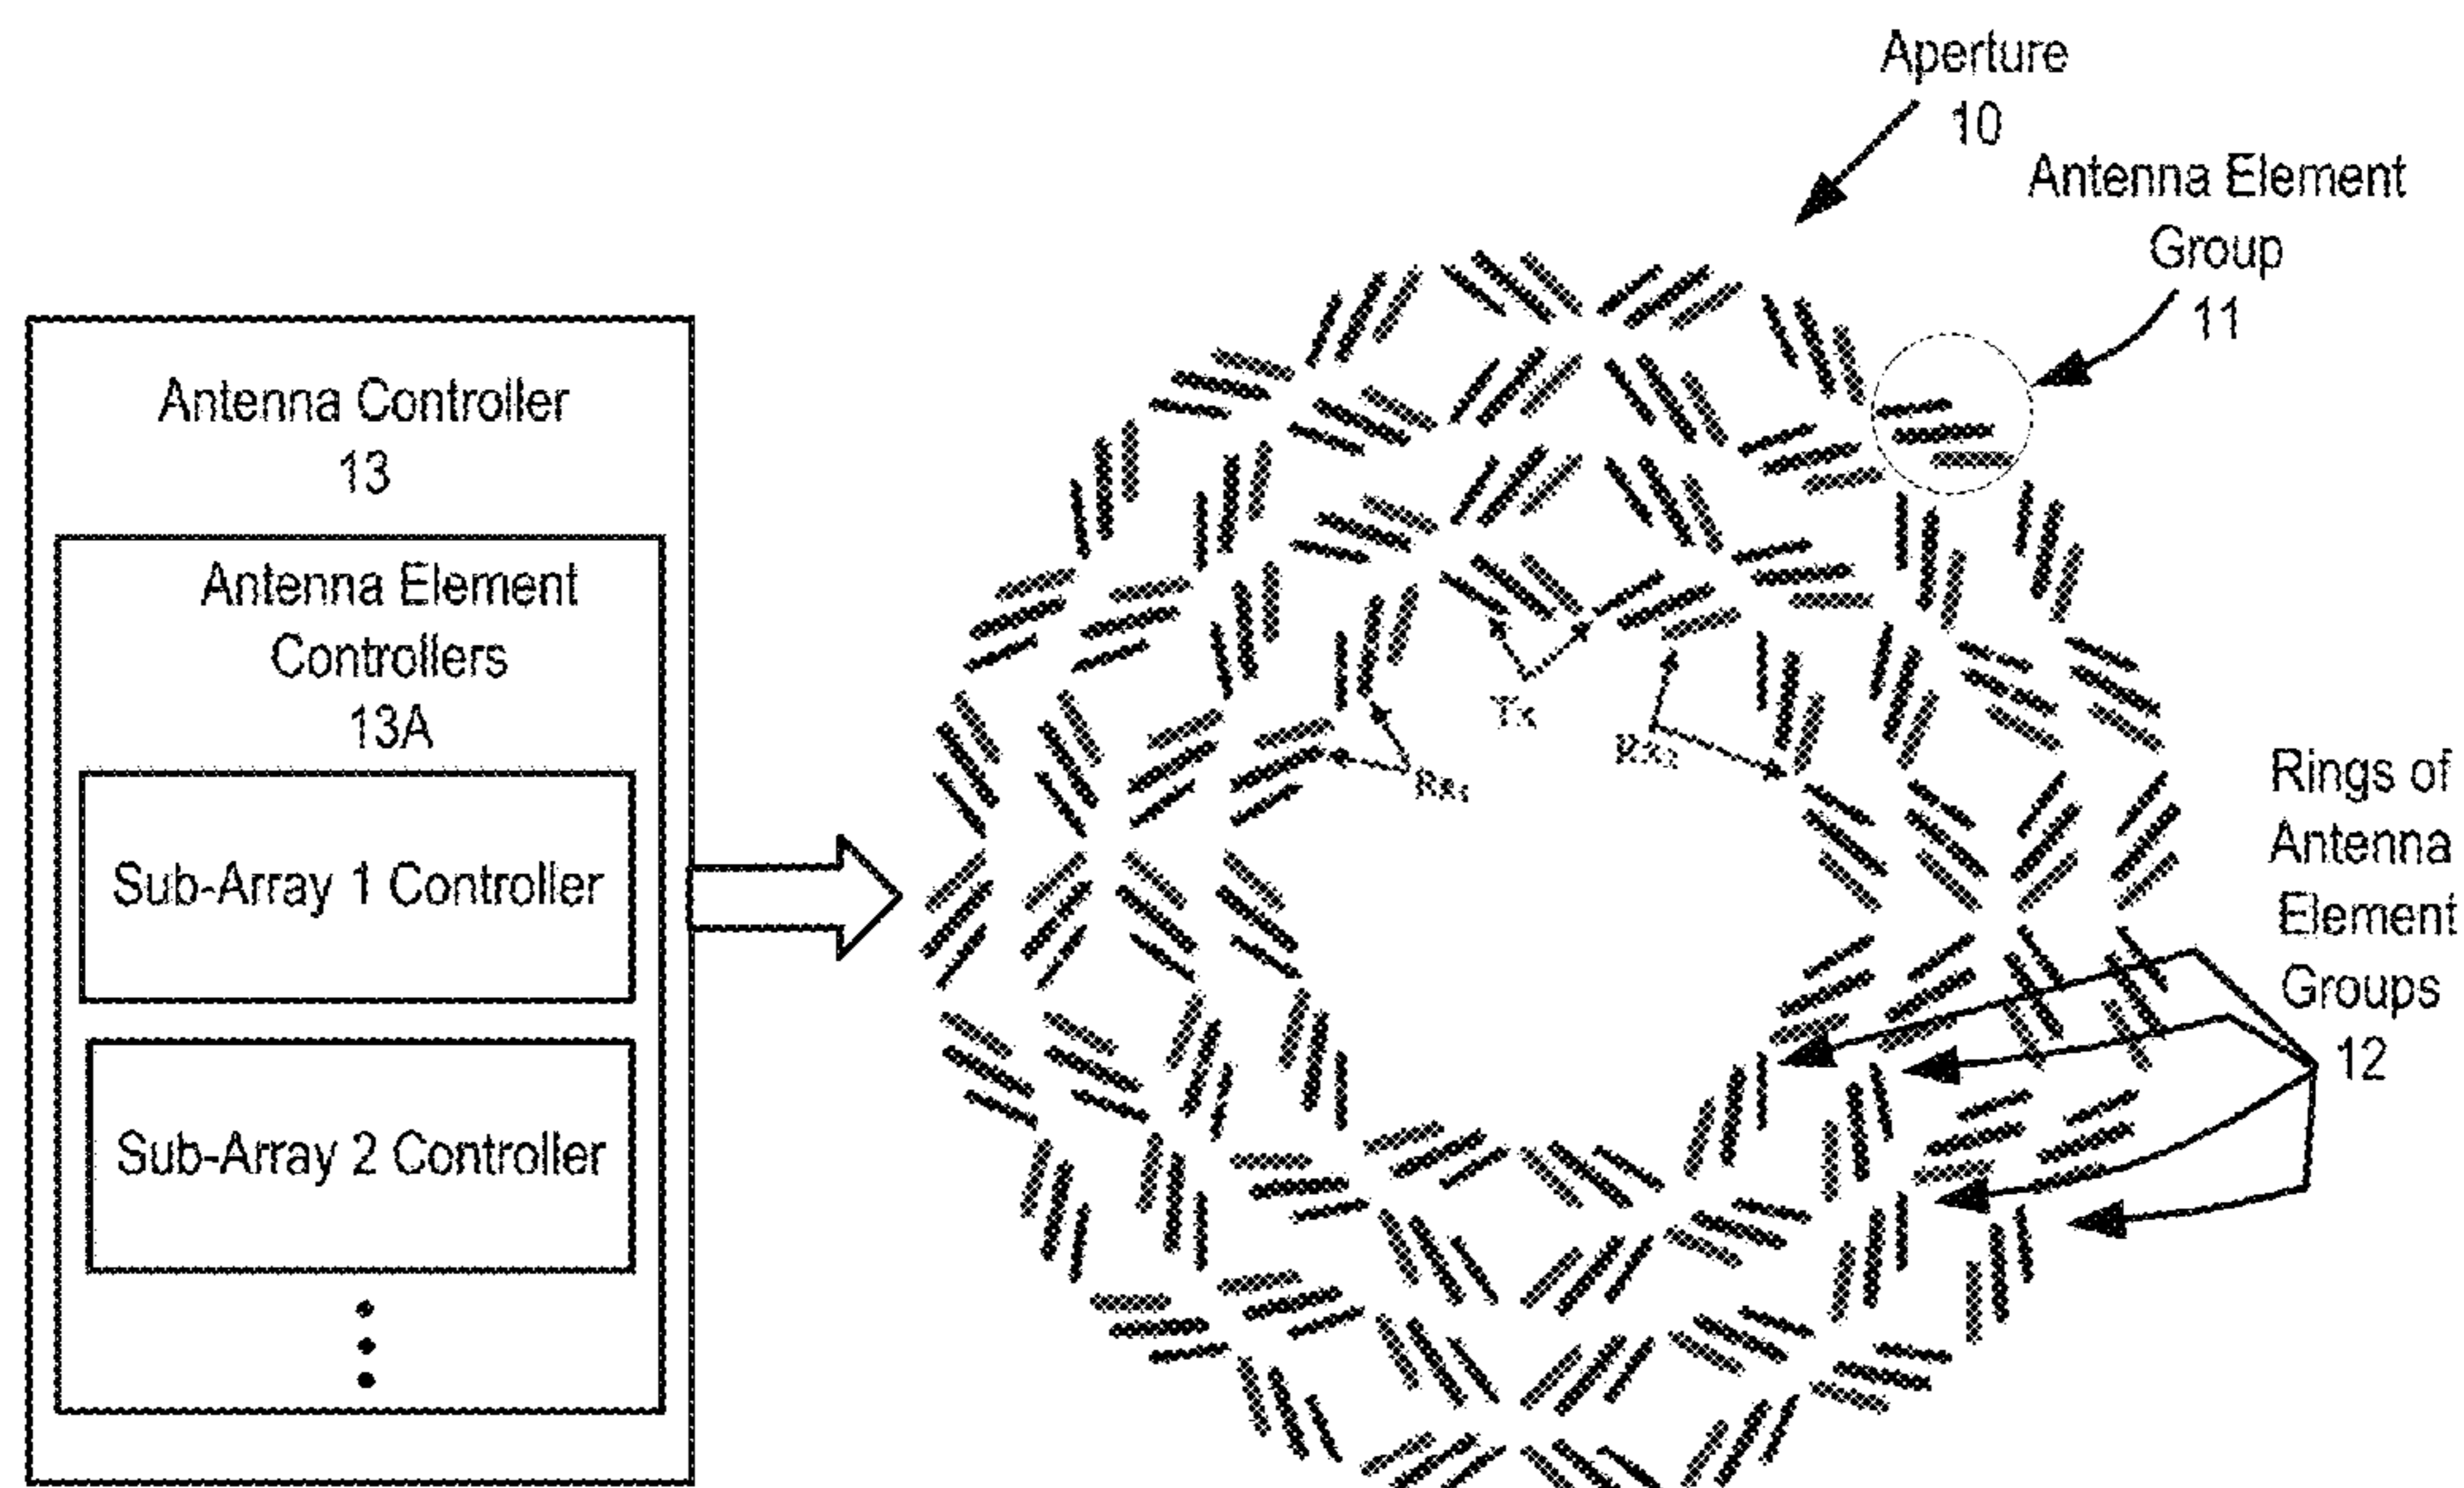 Aperture
10
Antenna Element
Group
11
Antenna Controller
13
Antenna Element
Controllers
13A
Sub-Array 1 Controller
Sub-Array 2 Controller
Tx
Rx2
Rx1
Rings of
Antenna
Element
Groups
12